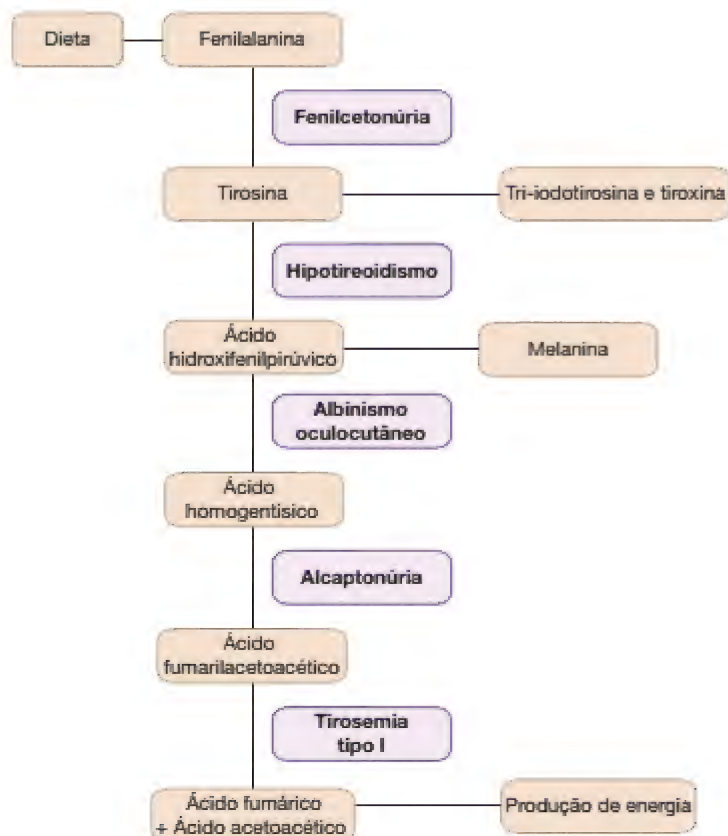 Dieta
Fenilalanina
Fenilcetonúria
Tirosina
Tri-iodotirosina e tiroxina
Hipotireoidismo
Ácido
hidroxifenilpirúvico
Melanina
Albinismo
oculocutâneo
Ácido
homogentísico
Alcaptonúria
Ácido
fumarilacetoacético
Tirosemia
tipo I
Ácido fumárico
+ Ácido acetoacético
Produção de energia